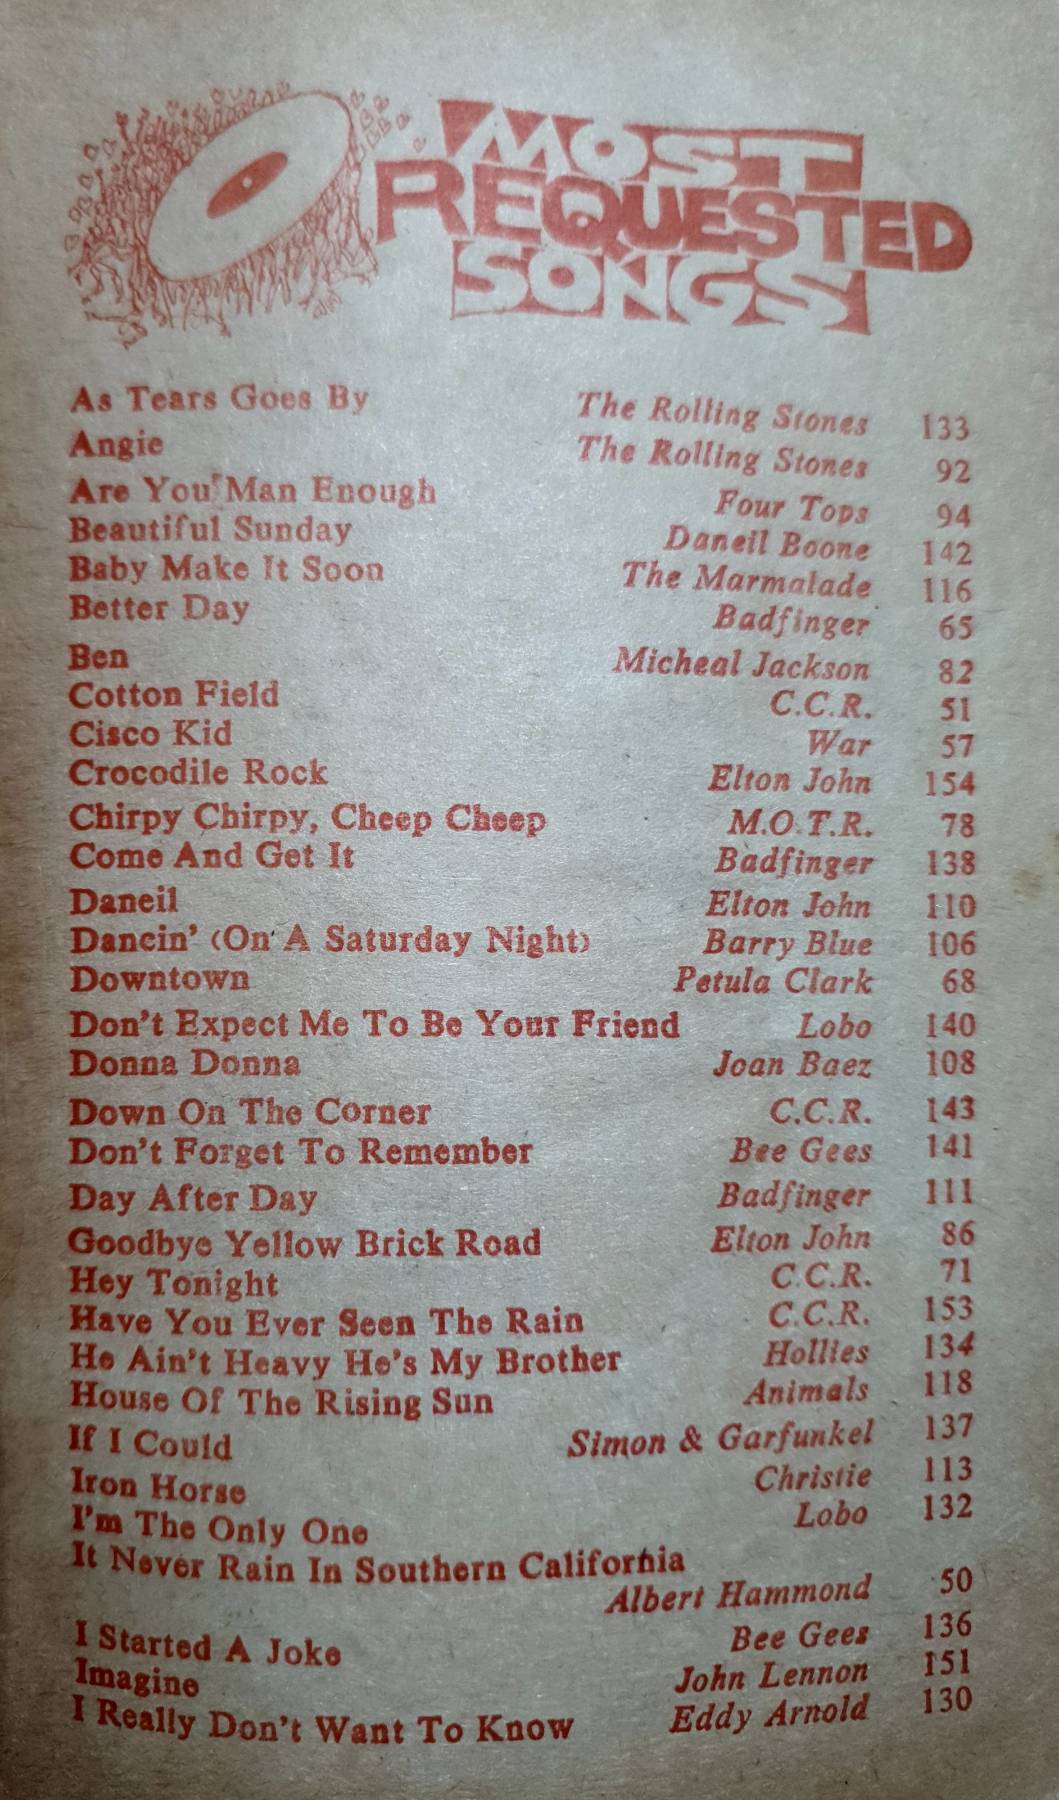 MOST
REQUESTED
SONGS
As Tears Goes By The Rolling Stones 133
Angie The Rolling Stones 92
Are You Man Enough Four Tops 94
Beautiful Sunday Daneil Boone 142
Baby Make It Soon The Marmalade 116
Better Day Badfinger 65
Ben Micheal Jackson 82
Cotton Field C.C.R. 51
Cisco Kid War 57
Crocodile Rock Elton John 154
Chirpy Chirpy, Cheep Cheep M.O.T.R. 78
Come And Get It Badfinger 138
Daneil Elton John 110
Dancin' (On A Saturday Night) Barry Blue 106
Downtown Petula Clark 68
Don't Expect Me To Be Your Friend Lobo 140
Donna Donna Joan Baez 108
Down On The Corner C.C.R. 143
Don't Forget To Remember Bee Gees 141
Day After Day Badfinger 111
Goodbye Yellow Brick Road Elton John 86
Hey Tonight C.C.R. 71
Have You Ever Seen The Rain C.C.R. 153
He Ain't Heavy He's My Brother Hollies 134
House Of The Rising Sun Animals 118
If I Could Simon & Garfunkel 137
Iron Horse Christie 113
I'm The Only One Lobo 132
It Never Rain In Southern California
Albert Hammond 50
I Started A Joke Bee Gees 136
Imagine John Lennon 151
I Really Don't Want To Know Eddy Arnold 130